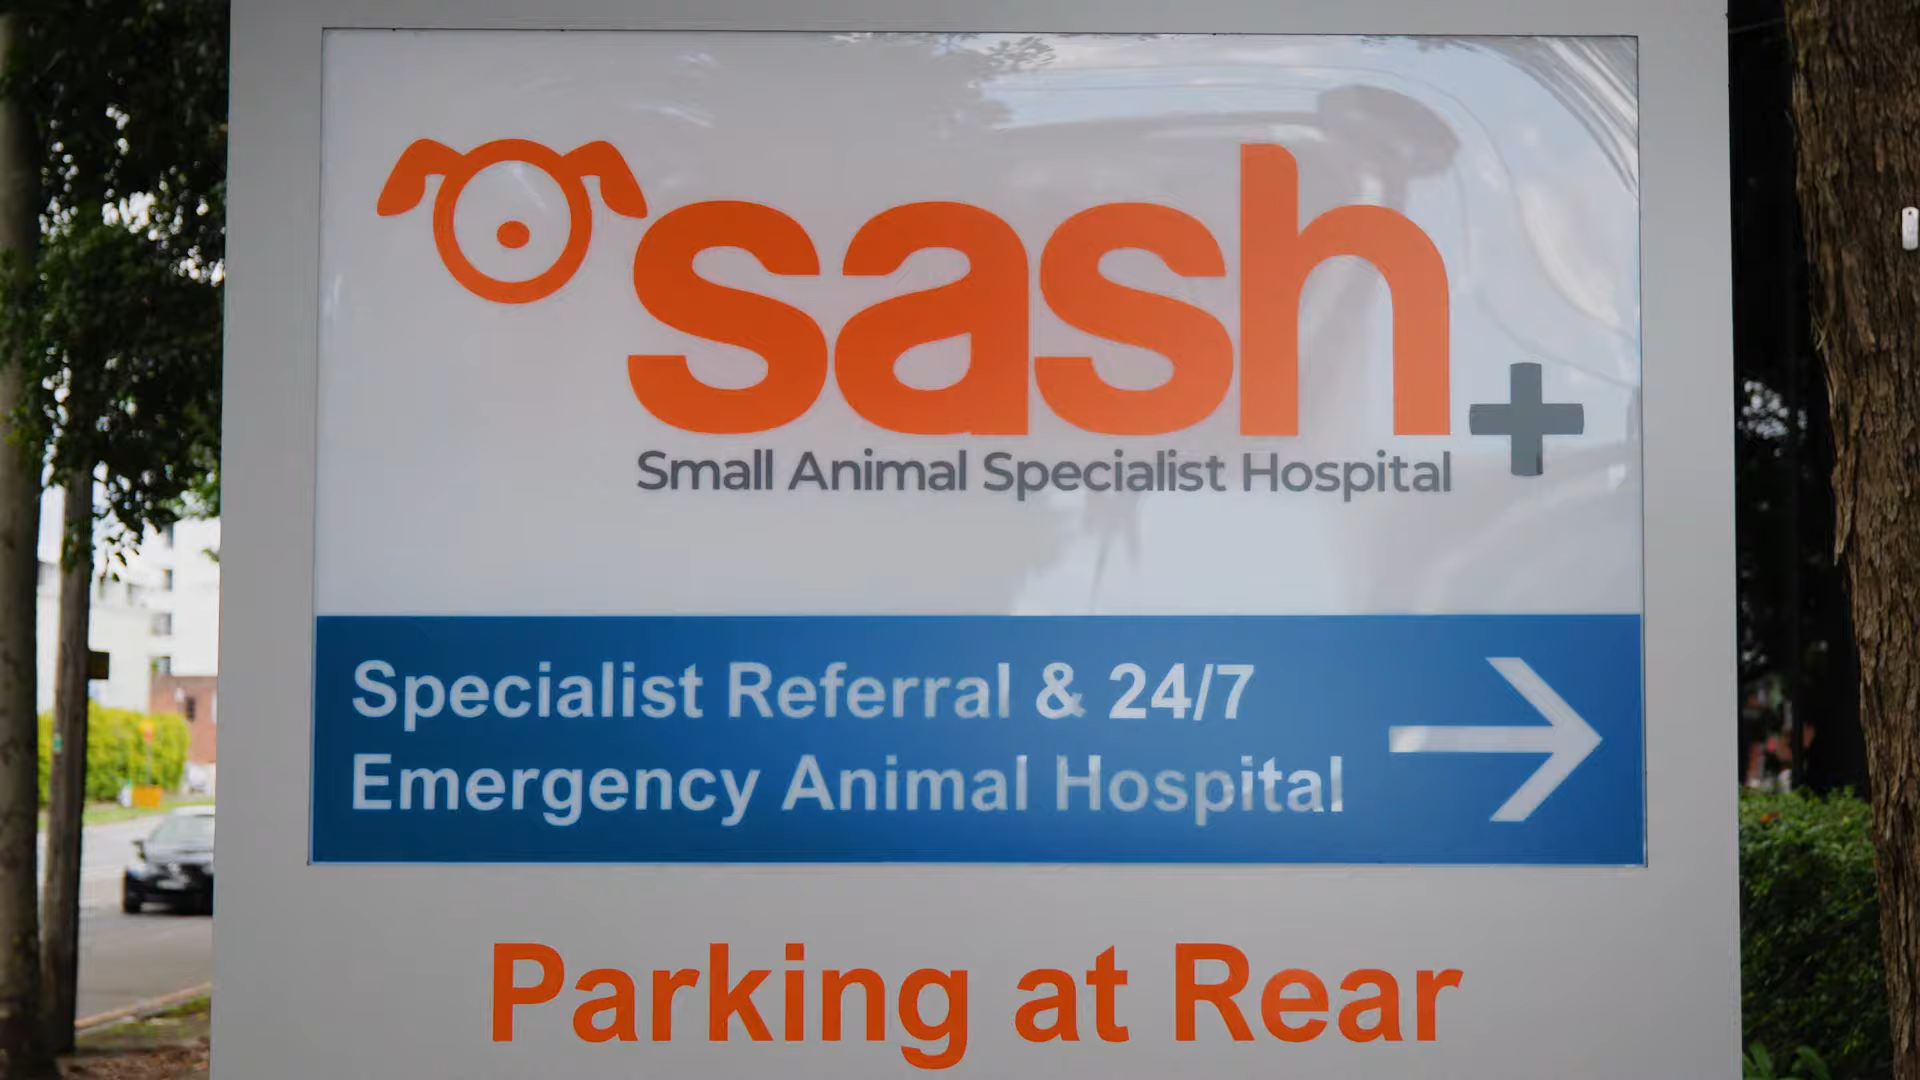 sash+
Small Animal Specialist Hospital
Specialist Referral & 24/7
Emergency Animal Hospital
Parking at Rear